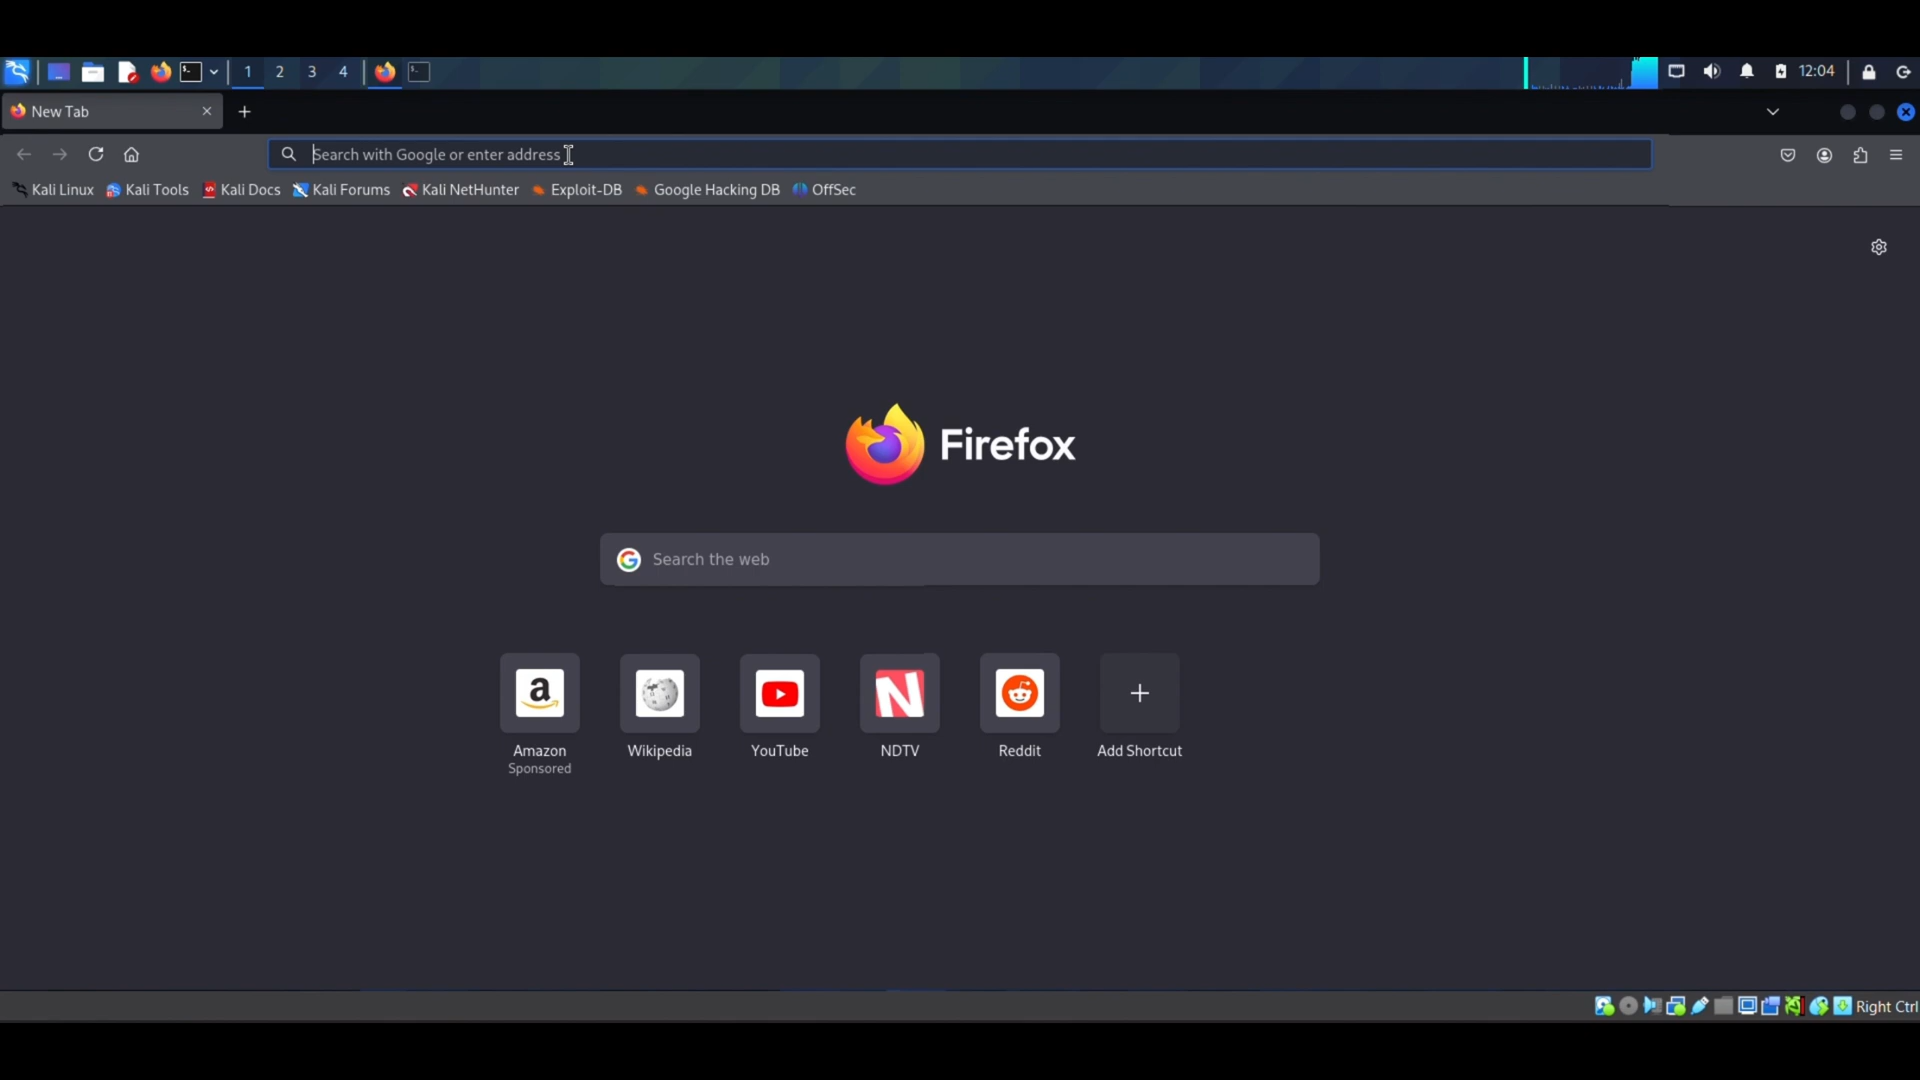 1 2 3 4 12:04
New Tab
Search with Google or enter address
Kali Linux Kali Tools Kali Docs Kali Forums Kali NetHunter Exploit-DB Google Hacking DB OffSec
Firefox
Search the web
Amazon Wikipedia YouTube NDTV Reddit Add Shortcut
Sponsored
Right Ctrl